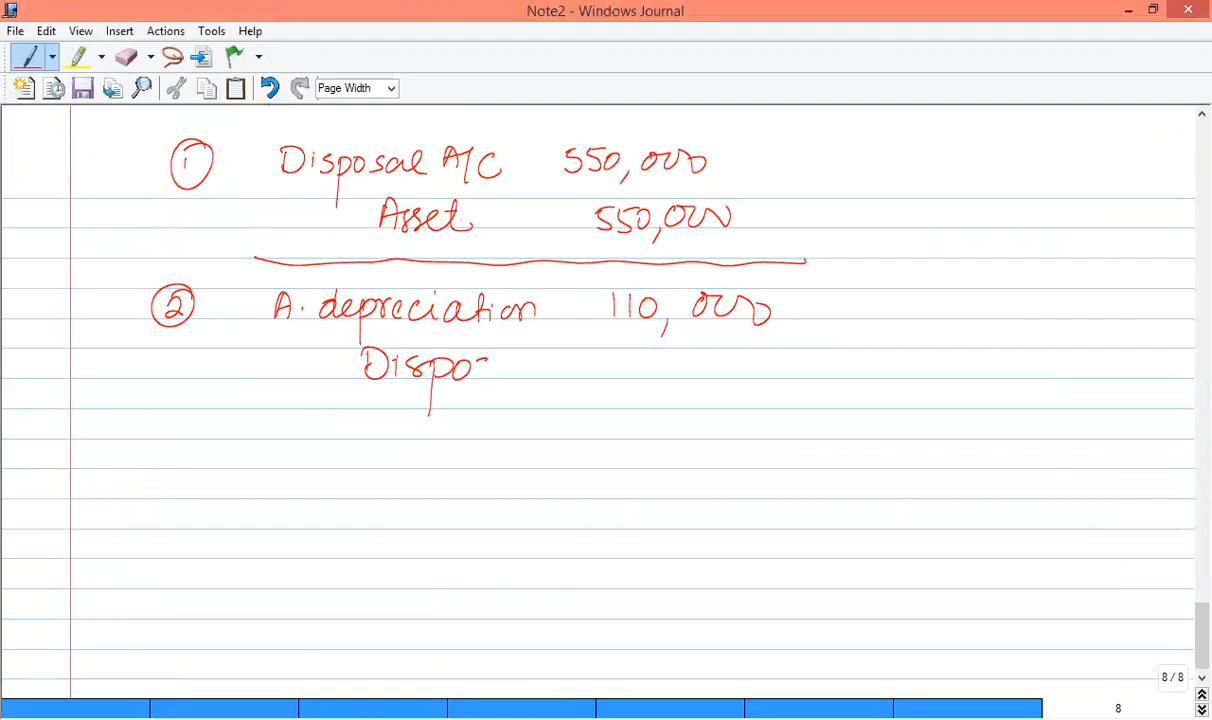 Note2 - Windows Journal
File Edit View Insert Actions Tools Help
Page Width
① Disposal A/C 550,000
Asset 550,000
② A. depreciation 110,000
Dispo
8/8
8